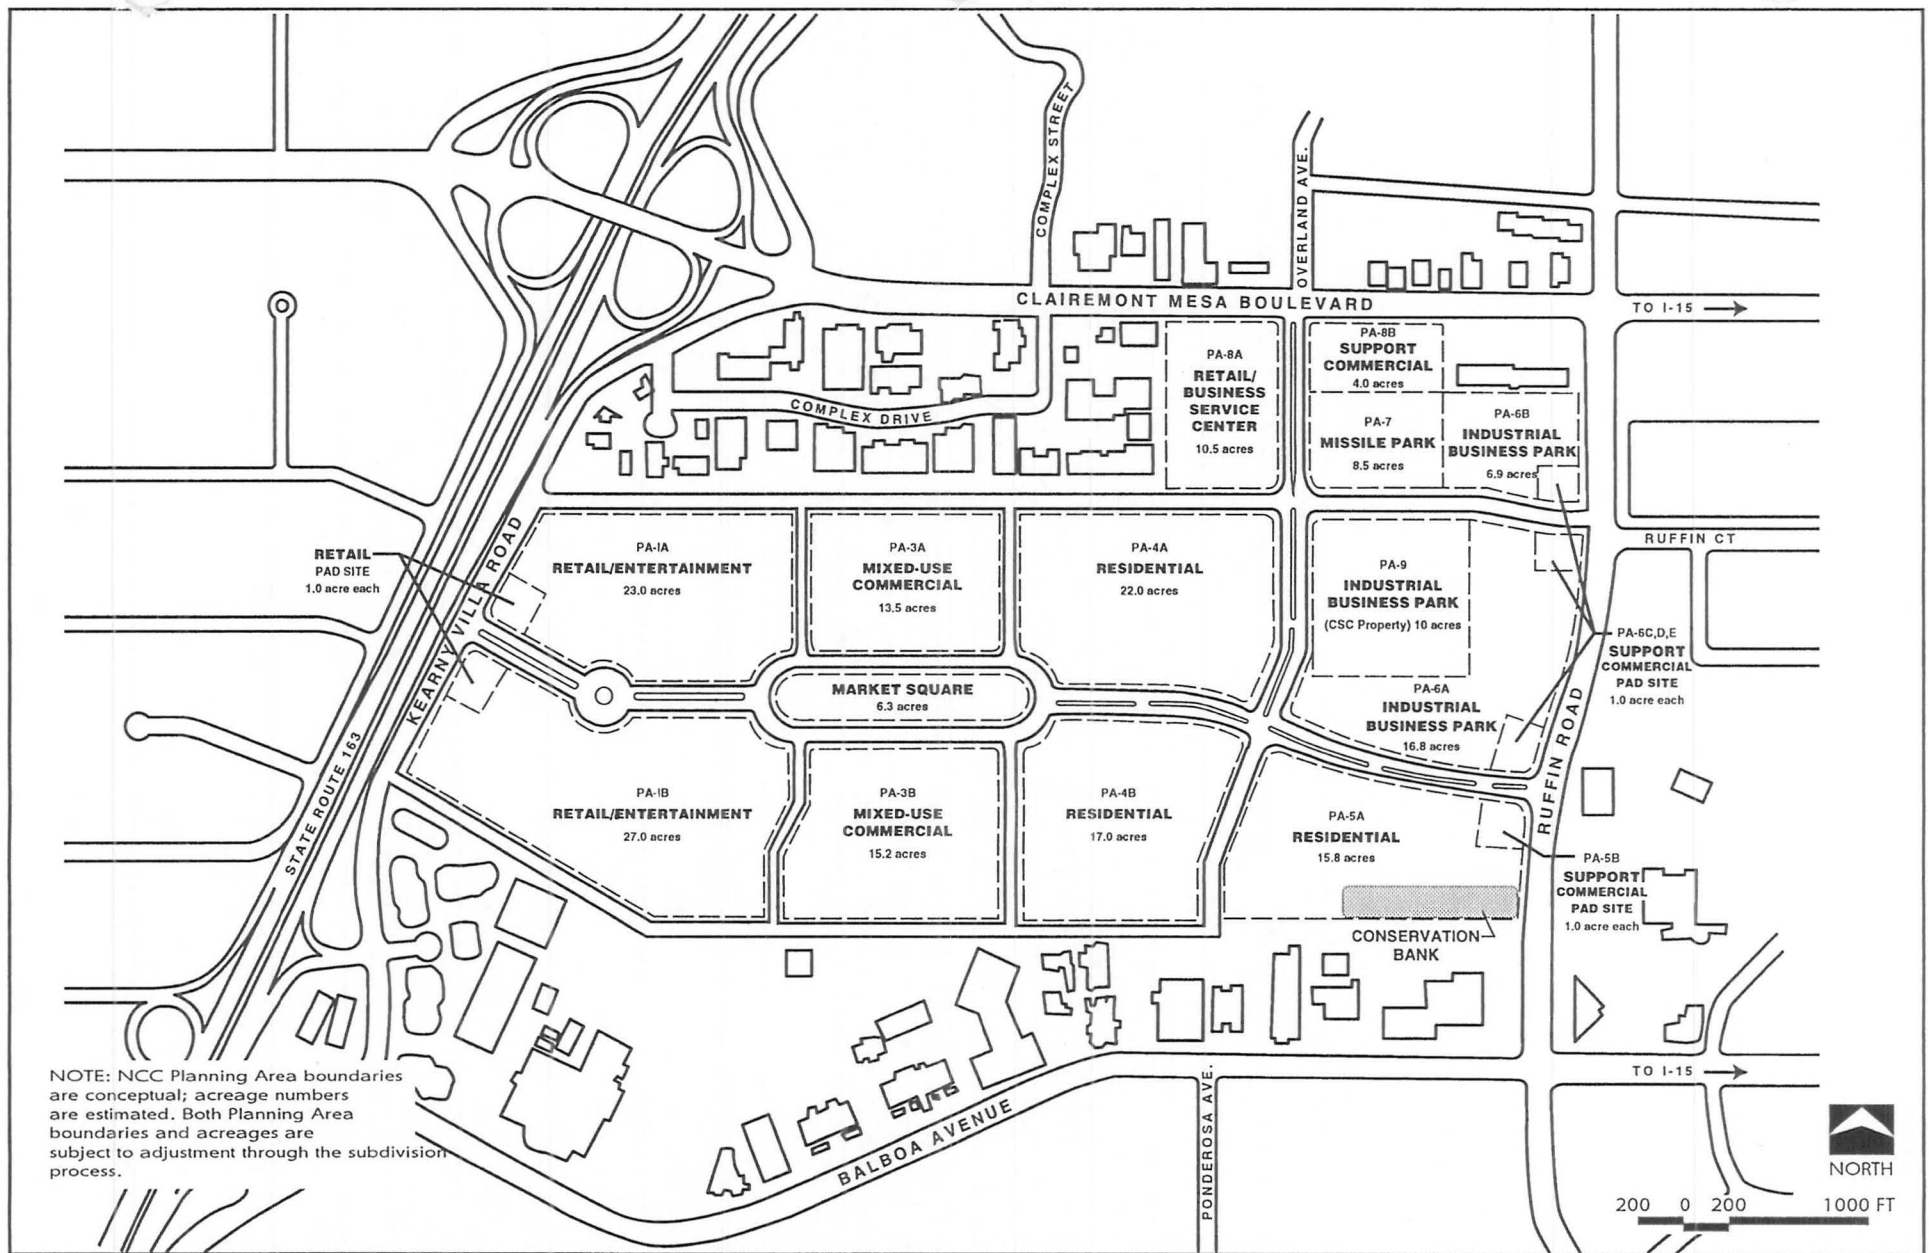 COMPLEX STREET
OVERLAND AVE.
CLAIREMONT MESA BOULEVARD
TO I-15
COMPLEX DRIVE
PA-8A
RETAIL/
BUSINESS
SERVICE
CENTER
10.5 acres
PA-8B
SUPPORT
COMMERCIAL
4.0 acres
PA-7
MISSILE PARK
8.5 acres
PA-6B
INDUSTRIAL
BUSINESS PARK
6.9 acres
RUFFIN CT
RETAIL
PAD SITE
1.0 acre each
KEARNY VILLA ROAD
PA-1A
RETAIL/ENTERTAINMENT
23.0 acres
PA-3A
MIXED-USE
COMMERCIAL
13.5 acres
PA-4A
RESIDENTIAL
22.0 acres
PA-9
INDUSTRIAL
BUSINESS PARK
(CSC Property) 10 acres
PA-6C,D,E
SUPPORT
COMMERCIAL
PAD SITE
1.0 acre each
MARKET SQUARE
6.3 acres
PA-6A
INDUSTRIAL
BUSINESS PARK
16.8 acres
RUFFIN ROAD
STATE ROUTE 163
PA-1B
RETAIL/ENTERTAINMENT
27.0 acres
PA-3B
MIXED-USE
COMMERCIAL
15.2 acres
PA-4B
RESIDENTIAL
17.0 acres
PA-5A
RESIDENTIAL
15.8 acres
PA-5B
SUPPORT
COMMERCIAL
PAD SITE
1.0 acre each
CONSERVATION
BANK
BALBOA AVENUE
PONDEROSA AVE.
TO I-15
NOTE: NCC Planning Area boundaries
are conceptual; acreage numbers
are estimated. Both Planning Area
boundaries and acreages are
subject to adjustment through the subdivision
process.
NORTH
200 0 200 1000 FT